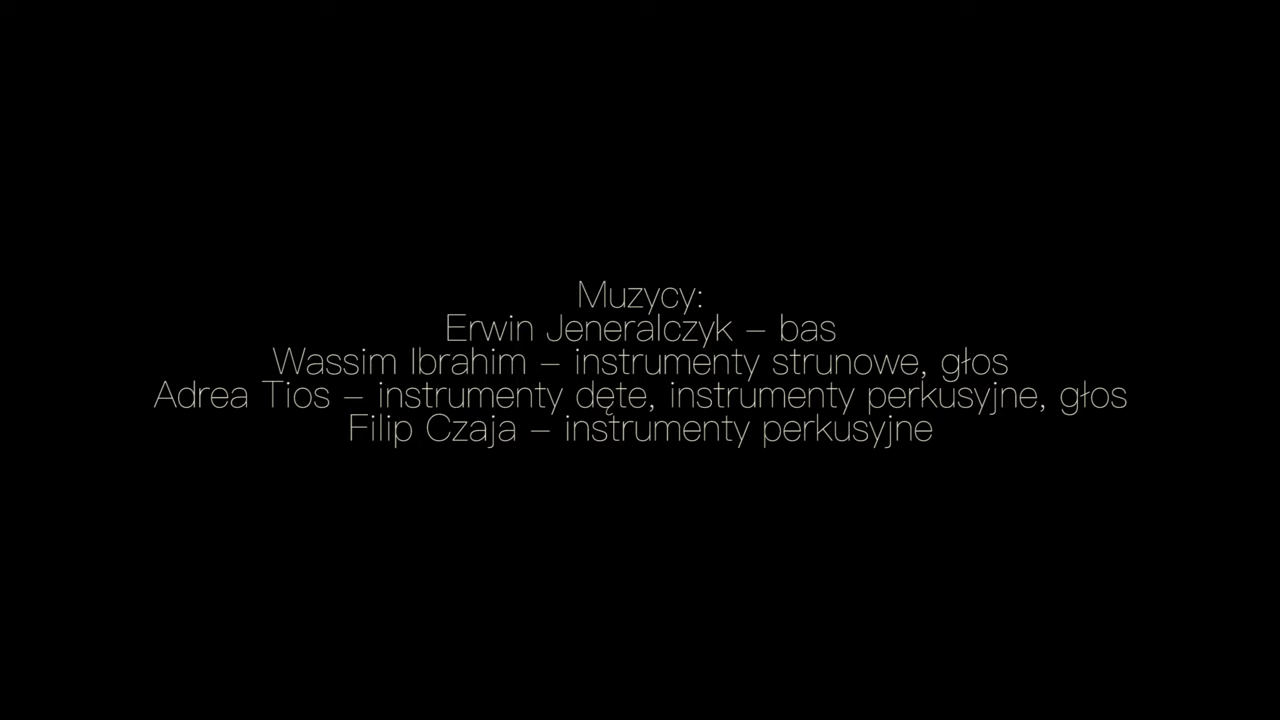 Muzycy:
Erwin Jeneralczyk – bas
Wassim Ibrahim – instrumenty strunowe, głos
Adrea Tios – instrumenty dęte, instrumenty perkusyjne, głos
Filip Czaja – instrumenty perkusyjne